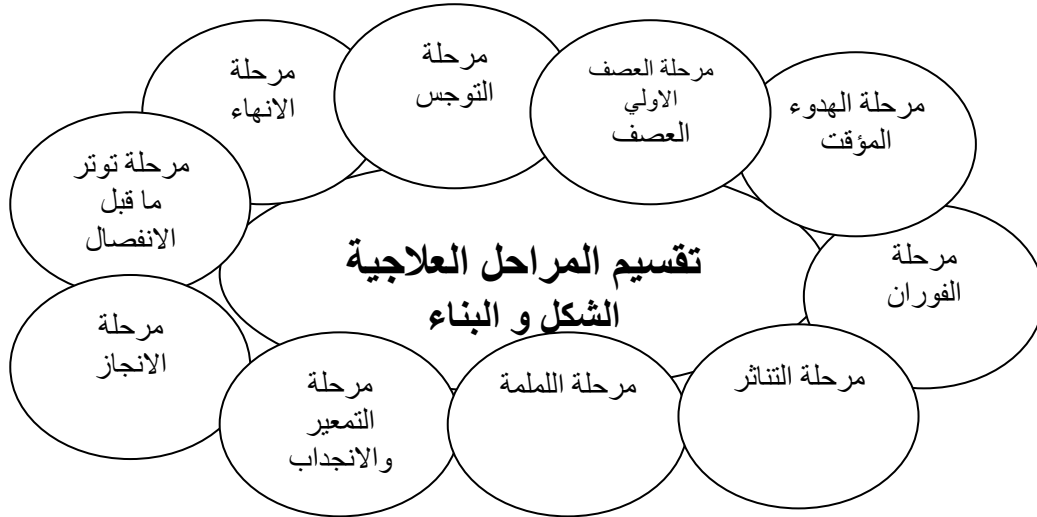 تقسيم المراحل العلاجية
الشكل و البناء
مرحلة
التوجس
مرحلة العصف
الاولي
العصف
مرحلة الهدوء
المؤقت
مرحلة
الفوران
مرحلة التناثر
مرحلة اللملمة
مرحلة
التمعير
والانجداب
مرحلة
الانجاز
مرحلة توتر
ما قبل
الانفصال
مرحلة
الانهاء